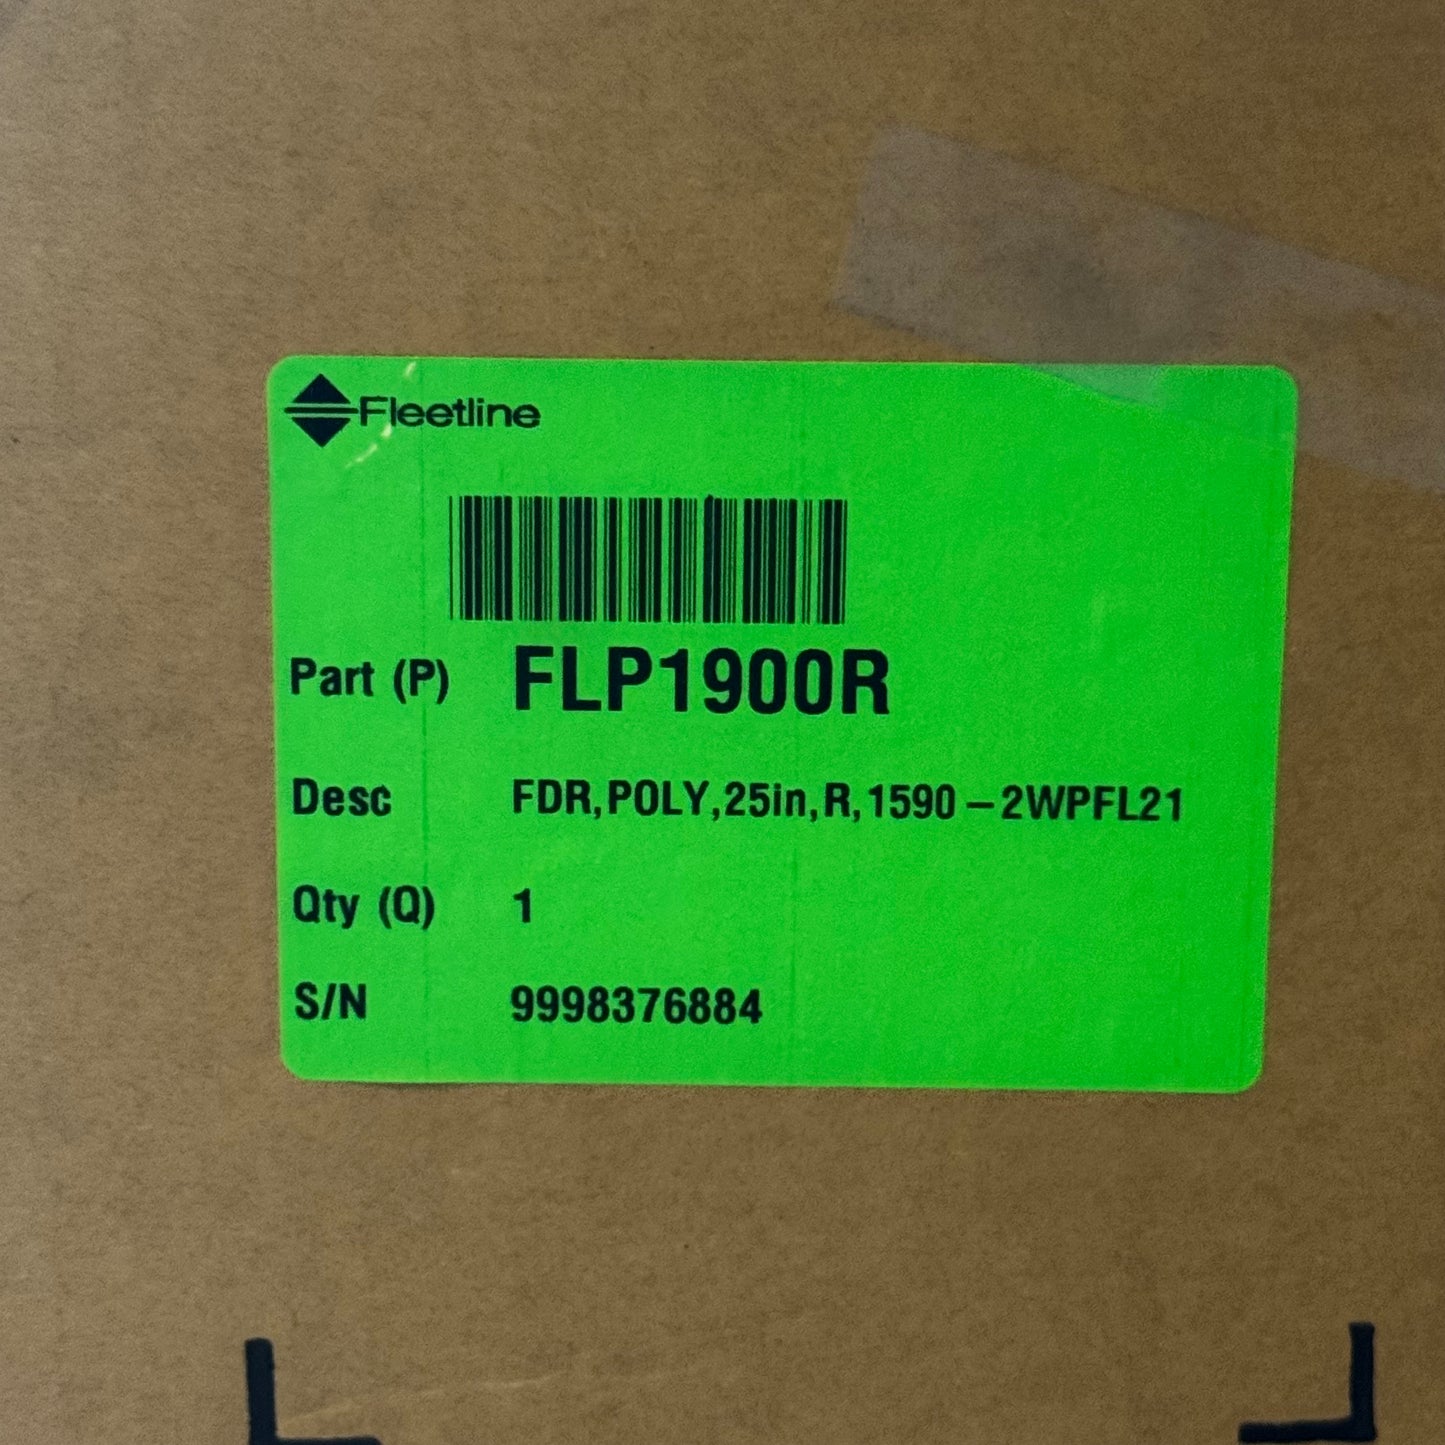 Fleetline
Part (P) FLP1900R
Desc FDR,POLY,25in,R,1590-2WPFL21
Qty (Q) 1
S/N 9998376884